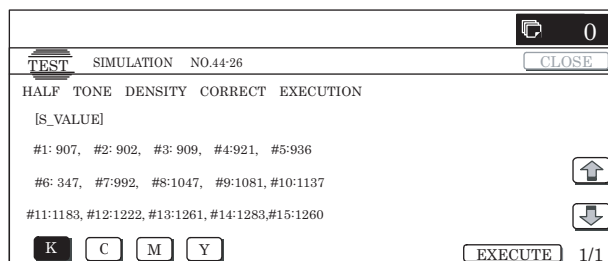 0
TEST SIMULATION NO.44-26 CLOSE
HALF TONE DENSITY CORRECT EXECUTION
[S_VALUE]
#1: 907, #2: 902, #3: 909, #4:921, #5:936
#6: 347, #7:992, #8:1047, #9:1081, #10:1137
#11:1183, #12:1222, #13:1261, #14:1283,#15:1260
K C M Y EXECUTE 1/1